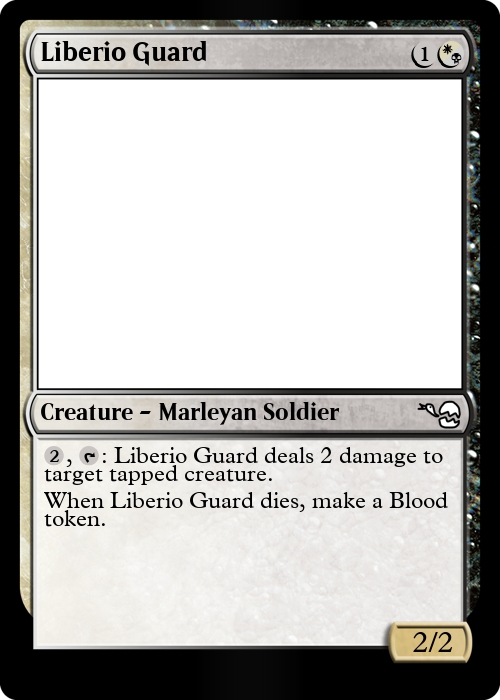 Liberio Guard 1
Creature – Marleyan Soldier
2, : Liberio Guard deals 2 damage to
target tapped creature.
When Liberio Guard dies, make a Blood
token.
2/2